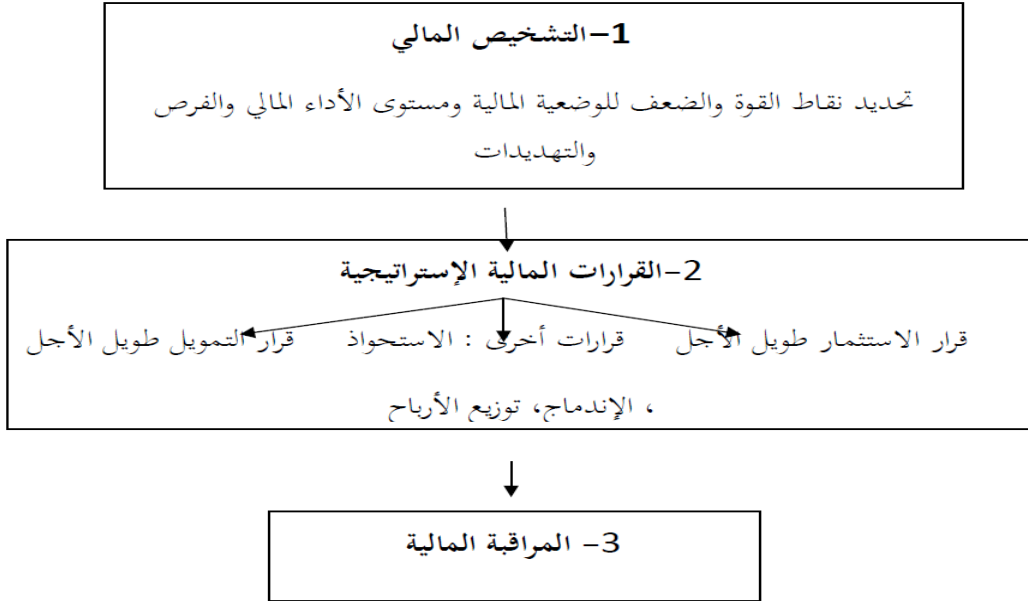 1–التشخيص المالي
تحديد نقاط القوة والضعف للوضعية المالية ومستوى الأداء المالي والفرص
والتهديدات
2–القرارات المالية الإستراتيجية
قرار الاستثمار طويل الأجل قرارات أخرى : الاستحواذ قرار التمويل طويل الأجل
، الإندماج، توزيع الأرباح
3– المراقبة المالية